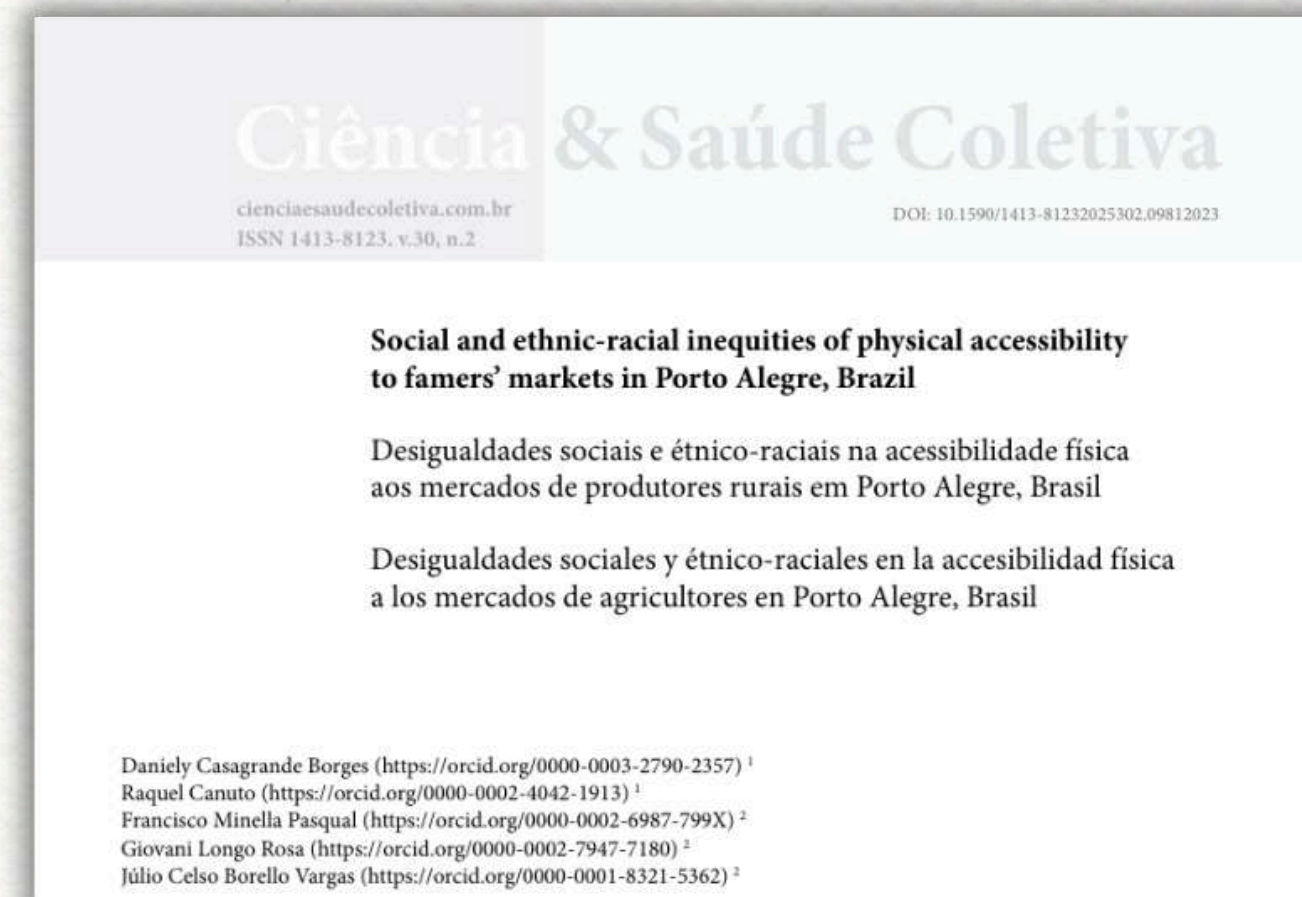 Ciência & Saúde Coletiva
cienciaesaudecoletiva.com.br
DOI: 10.1590/1413-81232025302.09812023
ISSN 1413-8123. v.30, n.2
Social and ethnic-racial inequities of physical accessibility
to famers’ markets in Porto Alegre, Brazil
Desigualdades sociais e étnico-raciais na acessibilidade física
aos mercados de produtores rurais em Porto Alegre, Brasil
Desigualdades sociales y étnico-raciales en la accesibilidad física
a los mercados de agricultores en Porto Alegre, Brasil
Daniely Casagrande Borges (https://orcid.org/0000-0003-2790-2357) ¹
Raquel Canuto (https://orcid.org/0000-0002-4042-1913) ¹
Francisco Minella Pasqual (https://orcid.org/0000-0002-6987-799X) ²
Giovani Longo Rosa (https://orcid.org/0000-0002-7947-7180) ²
Júlio Celso Borello Vargas (https://orcid.org/0000-0001-8321-5362) ²